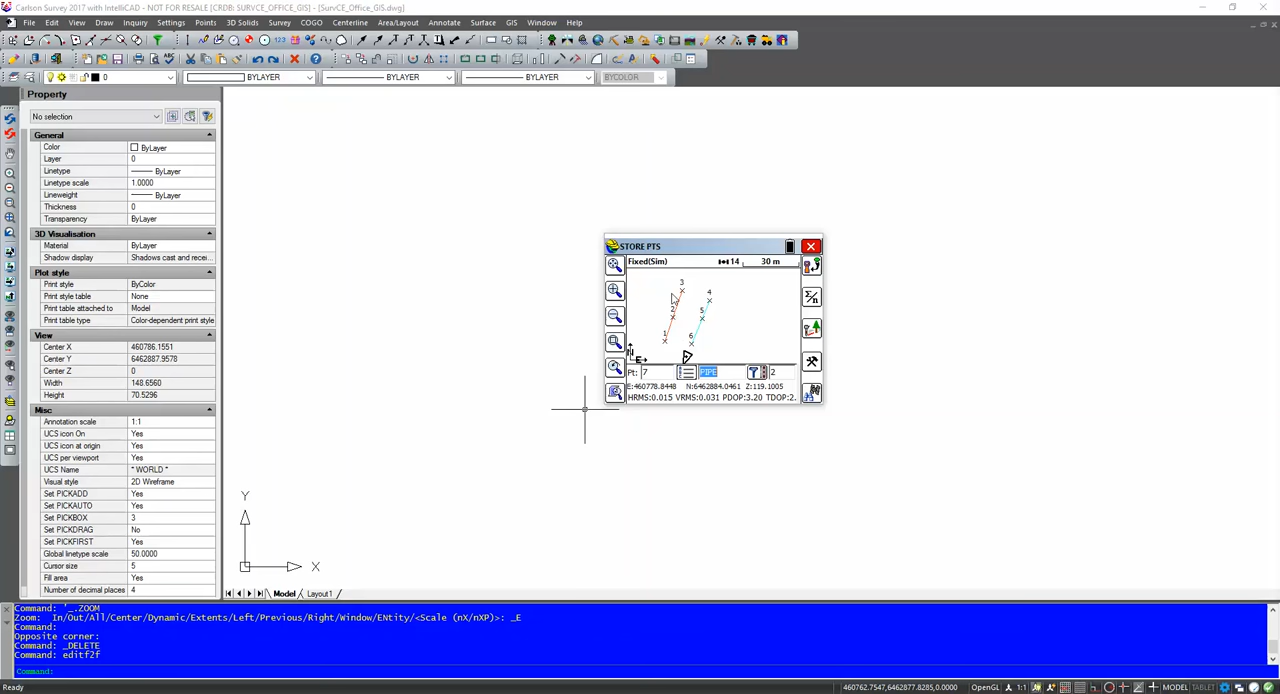 Carlson Survey 2017 with IntelliCAD - NOT FOR RESALE [CRDB: SURVCE_OFFICE_GIS] - [SurvCE_Office_GIS.dwg]
File Edit View Draw Inquiry Settings Points 3D Solids Survey COGO Centerline Area/Layout Annotate Surface GIS Window Help
0 BYLAYER BYLAYER BYLAYER BYCOLOR
Property
No selection
General
Color ByLayer
Layer 0
Linetype ByLayer
Linetype scale 1.0000
Lineweight ByLayer
Thickness 0
Transparency ByLayer
3D Visualisation
Material ByLayer
Shadow display Shadows cast and recei...
Plot style
Print style ByColor
Print style table None
Print table attached to Model
Print table type Color-dependent print style
View
Center X 460786.1551
Center Y 6462887.9578
Center Z 0
Width 148.6560
Height 70.5296
Misc
Annotation scale 1:1
UCS icon On Yes
UCS icon at origin Yes
UCS per viewport Yes
UCS Name * WORLD *
Visual style 2D Wireframe
Set PICKADD Yes
Set PICKAUTO Yes
Set PICKBOX 3
Set PICKDRAG No
Set PICKFIRST Yes
Global linetype scale 50.0000
Cursor size 5
Fill area Yes
Number of decimal places 4
STORE PTS
Fixed(Sim) 14 30 m
3
4
2
5
1
6
N
E
Pt: 7 PIPE 2
E:460778.8448 N:6462884.0461 Z:119.1005
HRMS:0.015 VRMS:0.031 PDOP:3.20 TDOP:2.
Y
X
Model Layout1
Command: '_.ZOOM
Zoom: In/Out/All/Center/Dynamic/Extents/Left/Previous/Right/Window/ENtity/<Scale (nX/nXP)>: _E
Command:
Opposite corner:
Command: _DELETE
Command: editf2f
Command:
Ready 460762.7547,6462877.8285,0.0000 OpenGL 1:1 MODEL TABLET